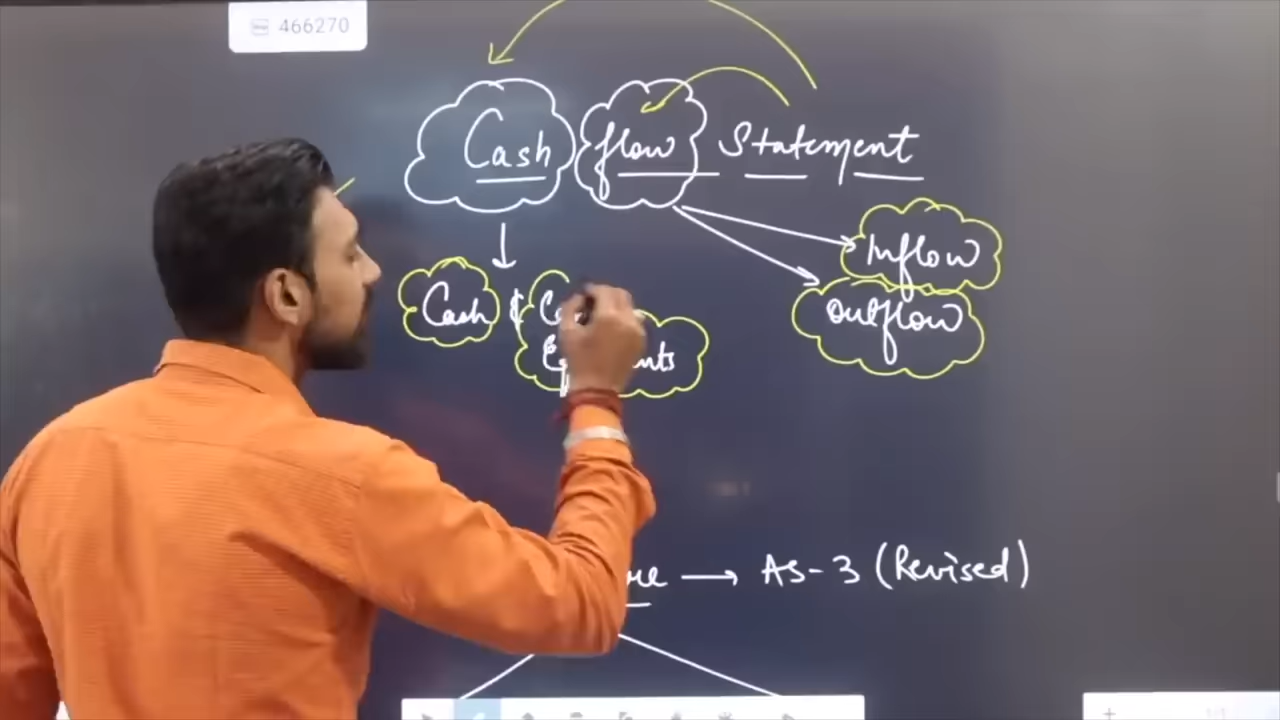 466270
Cash flow Statement
Inflow
Cash &
outflow
AS-3 (Revised)